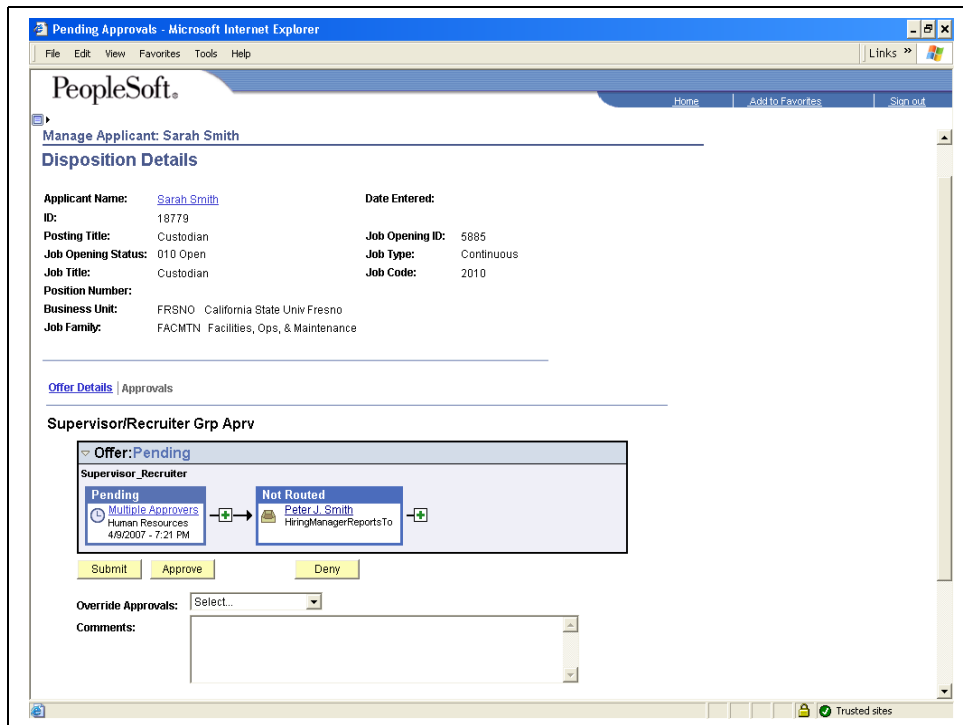 Pending Approvals - Microsoft Internet Explorer
File Edit View Favorites Tools Help Links »
PeopleSoft®
Home Add to Favorites Sign out
Manage Applicant: Sarah Smith
Disposition Details
Applicant Name: Sarah Smith Date Entered:
ID: 18779
Posting Title: Custodian Job Opening ID: 5885
Job Opening Status: 010 Open Job Type: Continuous
Job Title: Custodian Job Code: 2010
Position Number:
Business Unit: FRSNO California State Univ Fresno
Job Family: FACMTN Facilities, Ops, & Maintenance
Offer Details | Approvals
Supervisor/Recruiter Grp Aprv
Offer:Pending
Supervisor_Recruiter
Pending Not Routed
Multiple Approvers Peter J. Smith
Human Resources HiringManagerReportsTo
4/9/2007 - 7:21 PM
Submit Approve Deny
Override Approvals: Select...
Comments:
Trusted sites